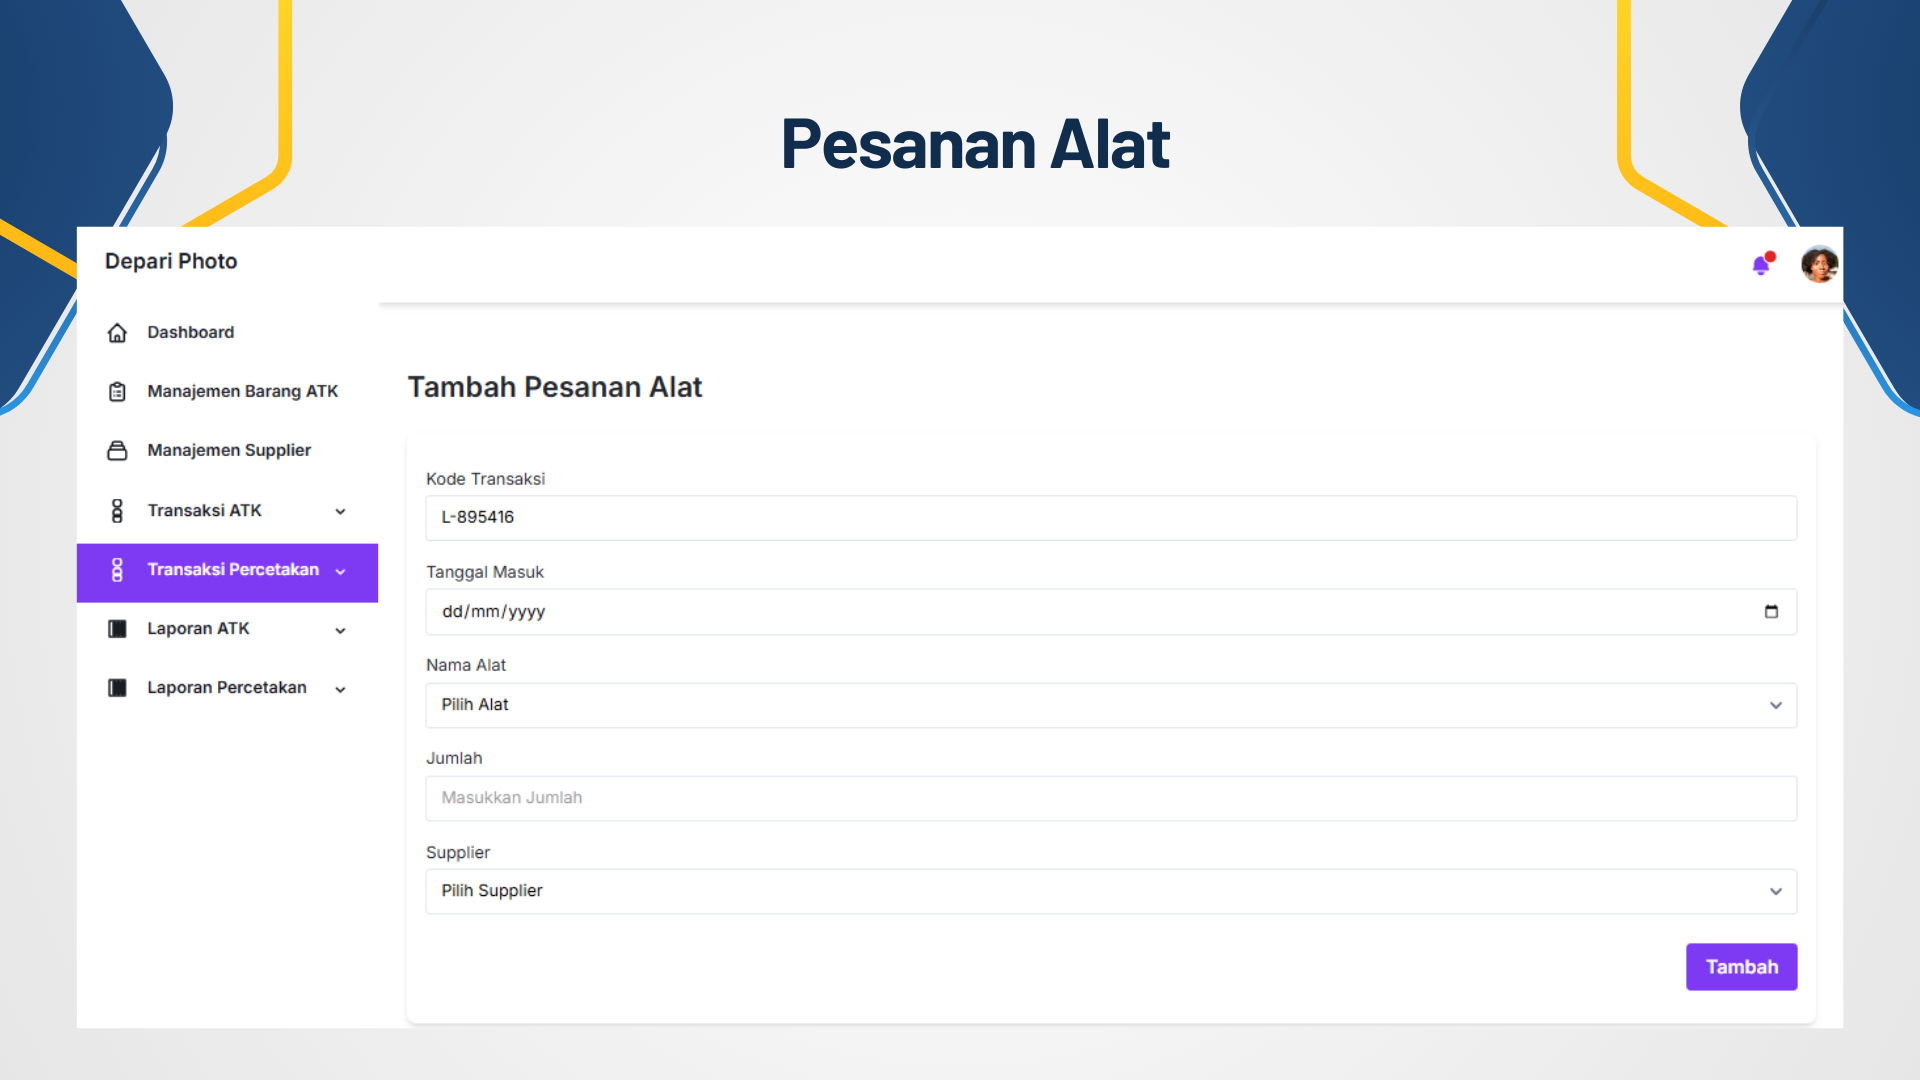 Pesanan Alat
Depari Photo
Dashboard
Manajemen Barang ATK
Manajemen Supplier
Transaksi ATK
Transaksi Percetakan
Laporan ATK
Laporan Percetakan
Tambah Pesanan Alat
Kode Transaksi
L-895416
Tanggal Masuk
dd/mm/yyyy
Nama Alat
Pilih Alat
Jumlah
Masukkan Jumlah
Supplier
Pilih Supplier
Tambah